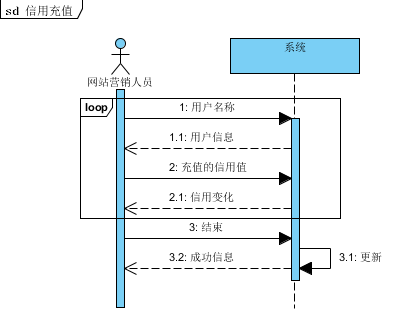 sd 信用充值
系统
网站营销人员
loop
1: 用户名称
1.1: 用户信息
2: 充值的信用值
2.1: 信用变化
3: 结束
3.1: 更新
3.2: 成功信息